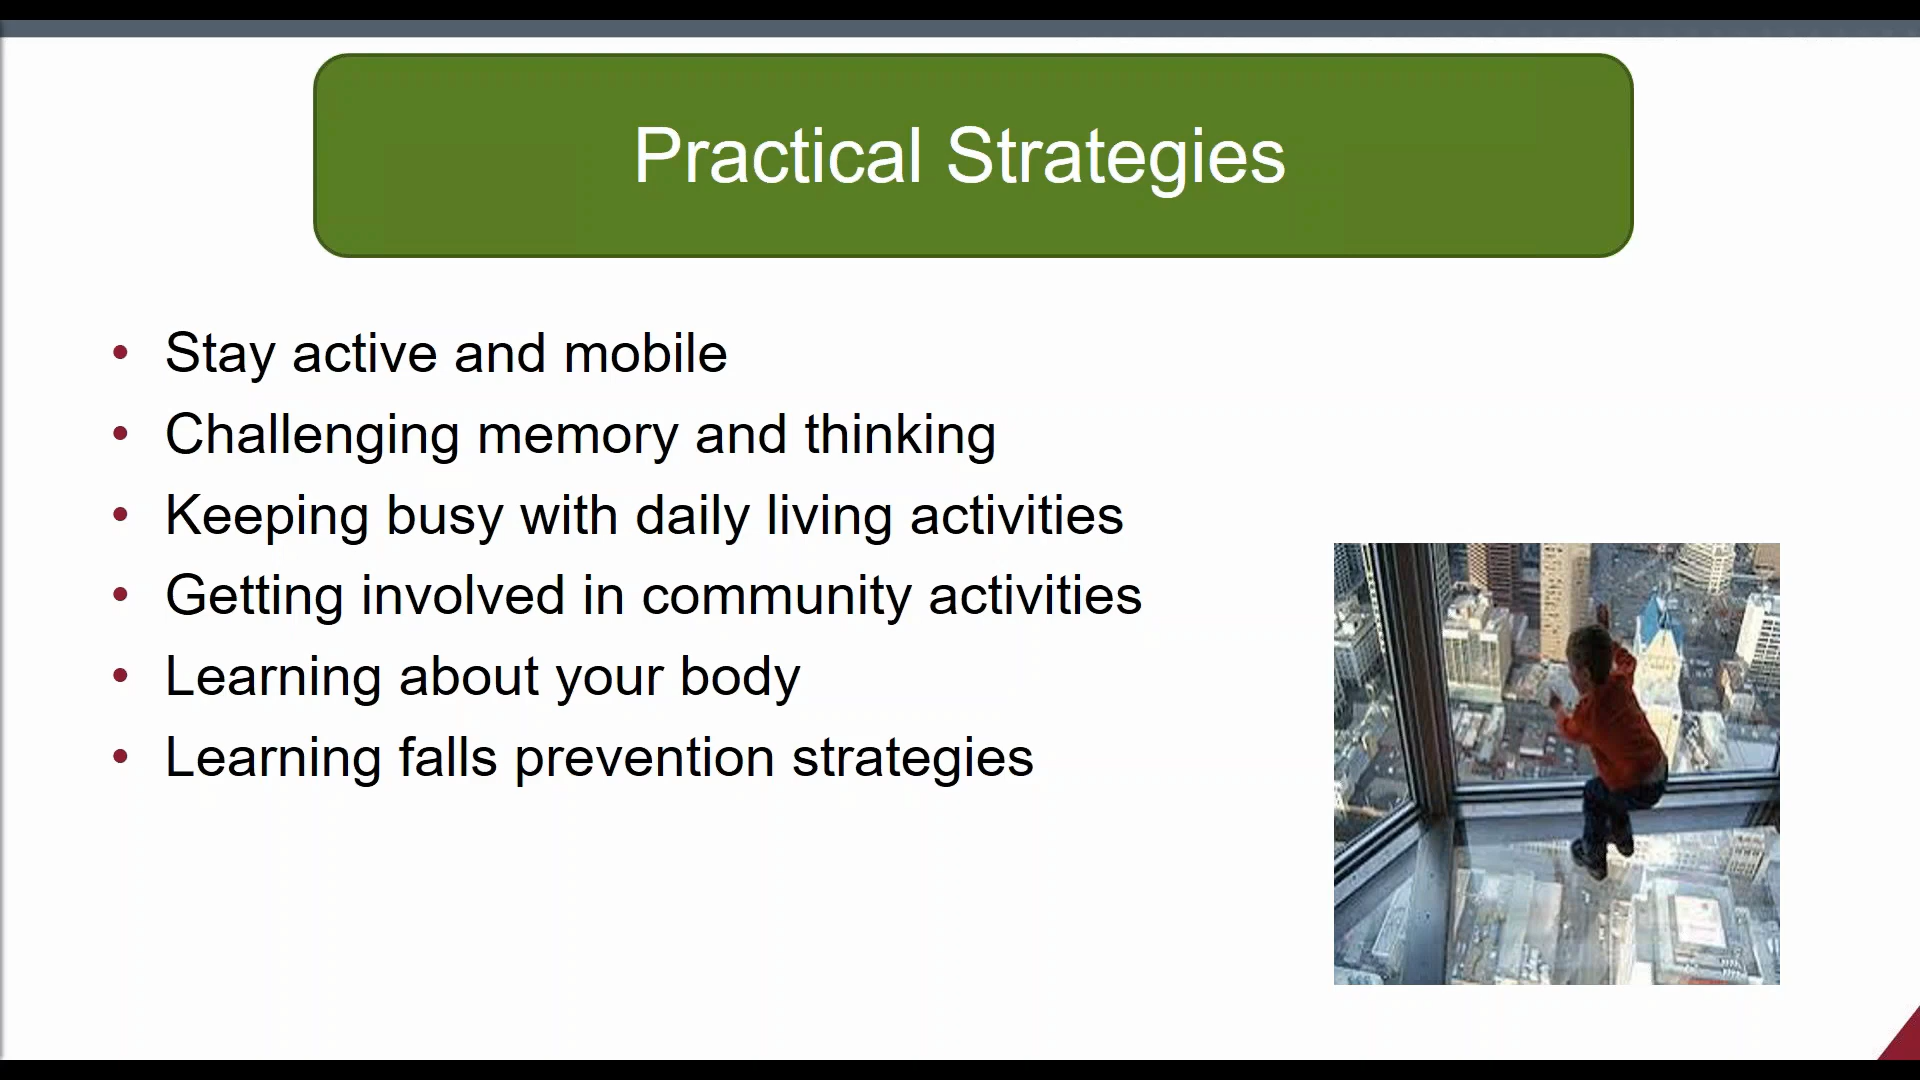 Practical Strategies
• Stay active and mobile
• Challenging memory and thinking
• Keeping busy with daily living activities
• Getting involved in community activities
• Learning about your body
• Learning falls prevention strategies